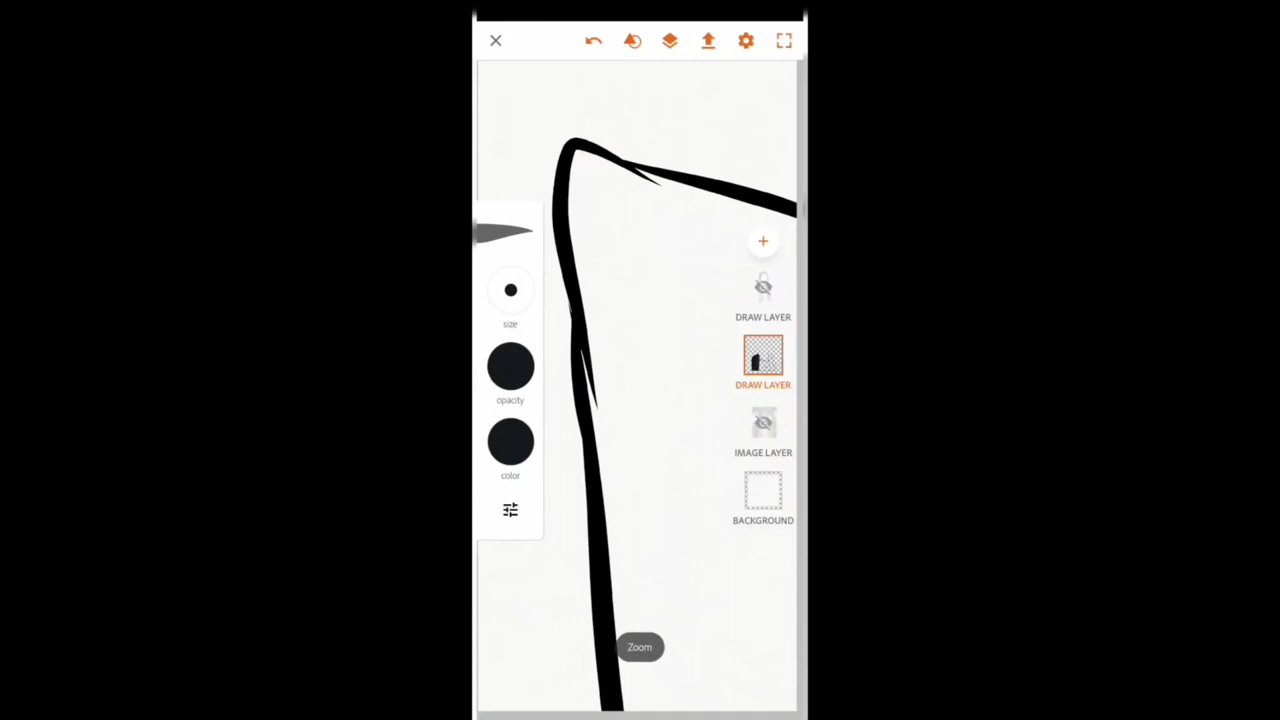 size
DRAW LAYER
DRAW LAYER
opacity
IMAGE LAYER
color
BACKGROUND
Zoom